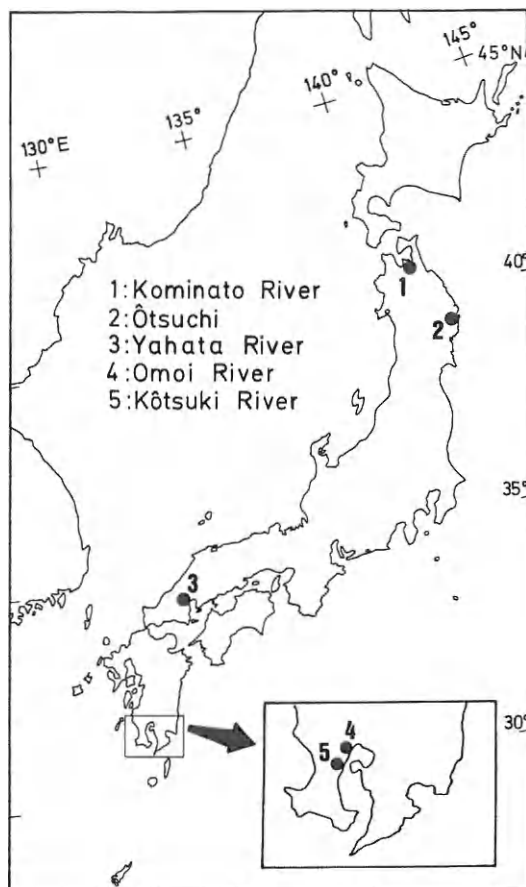 145°
45°N
140°
135°
130°E
40°
1:Kominato River
2:Ôtsuchi
3:Yahata River
4:Omoi River
5:Kôtsuki River
1
2
35°
3
30°
4
5